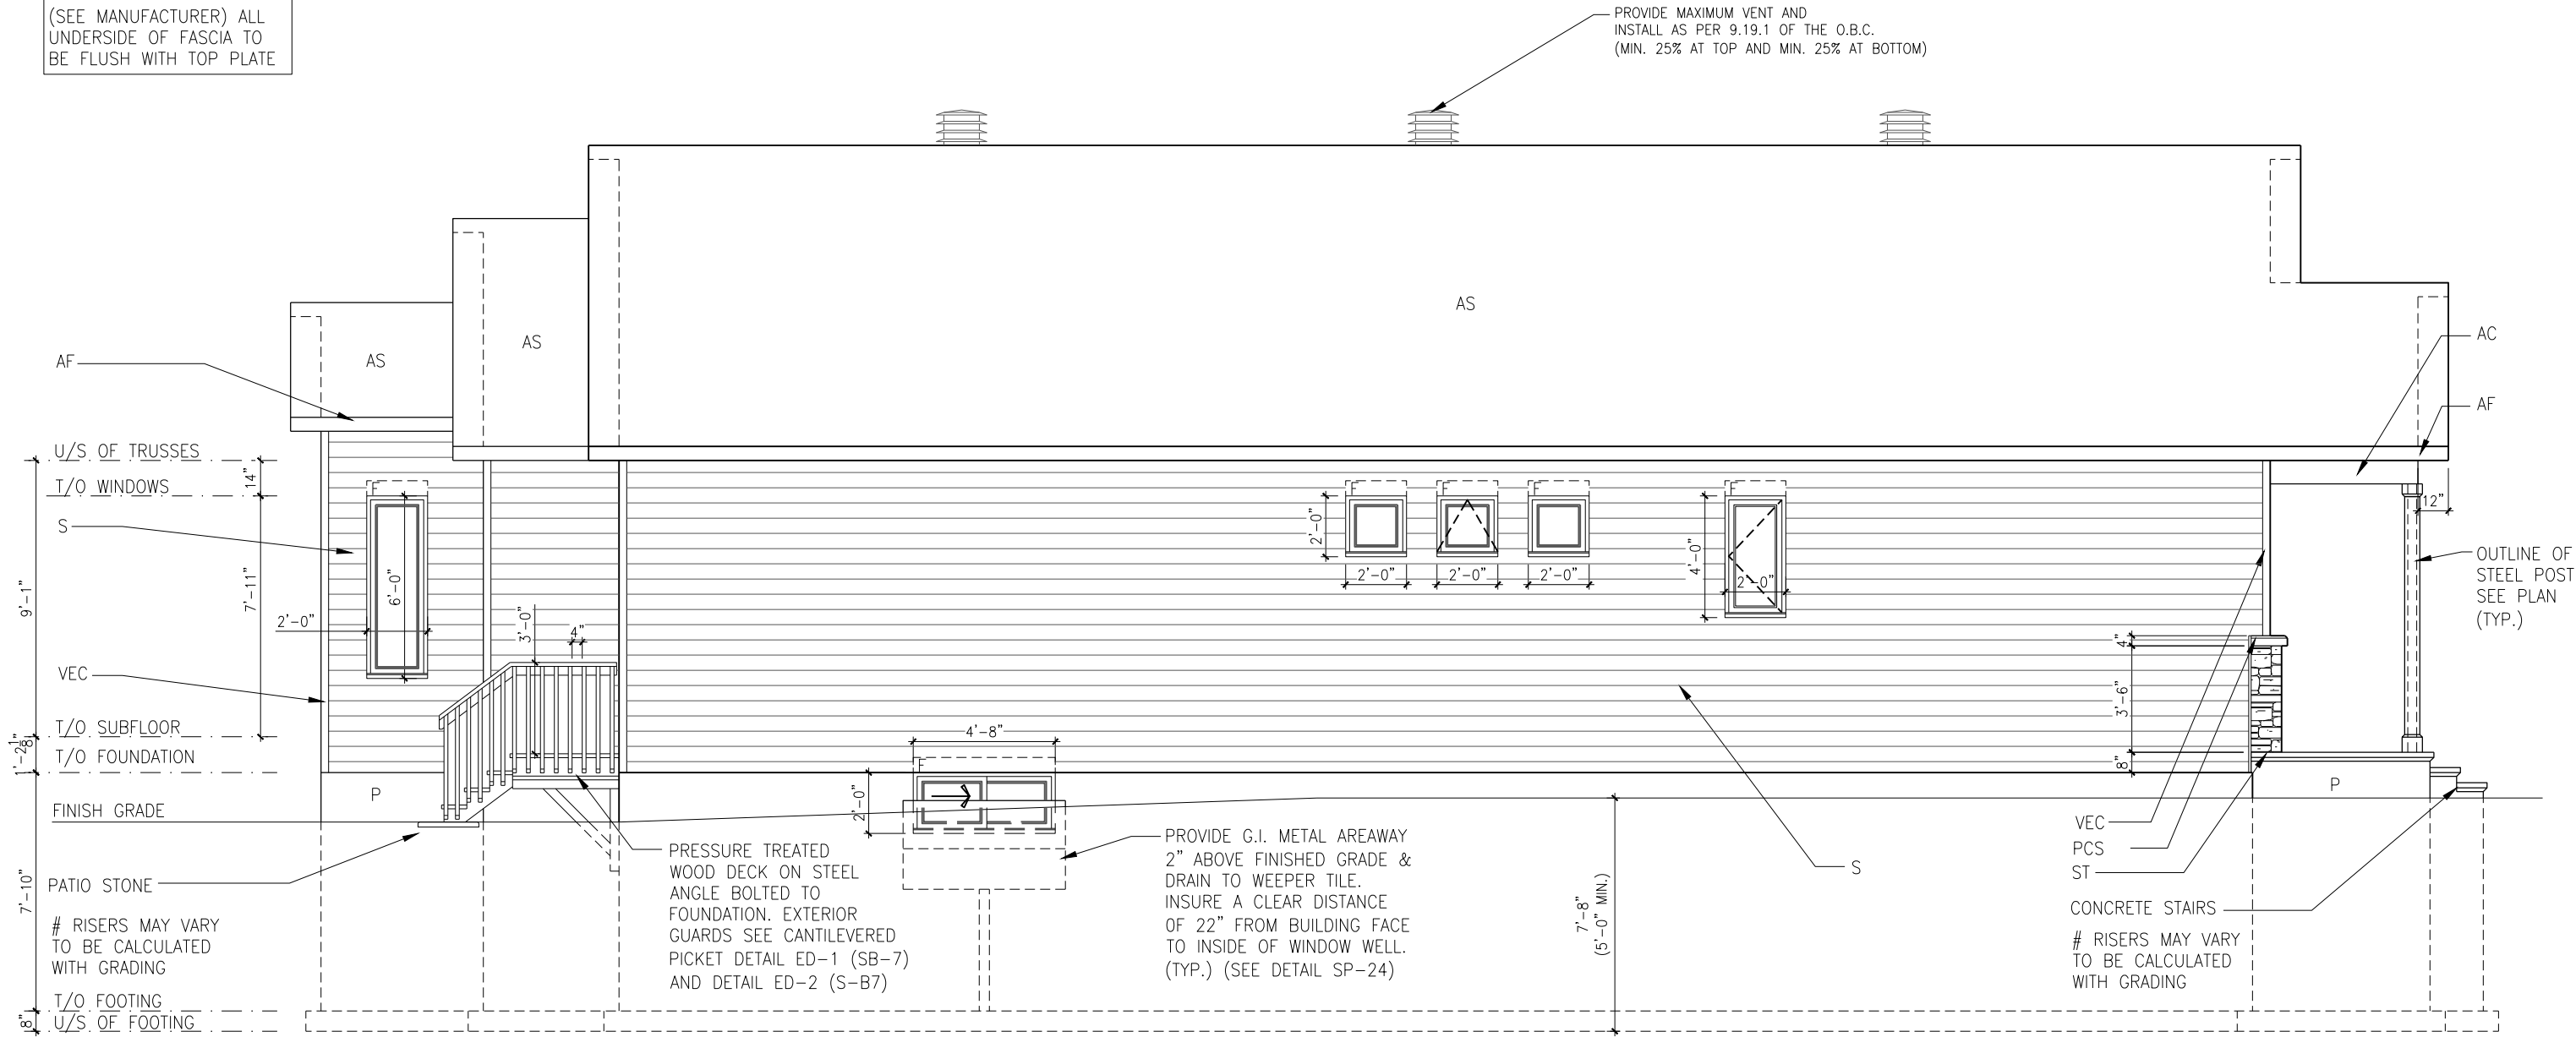 (SEE MANUFACTURER) ALL
UNDERSIDE OF FASCIA TO
BE FLUSH WITH TOP PLATE
PROVIDE MAXIMUM VENT AND
INSTALL AS PER 9.19.1 OF THE O.B.C.
(MIN. 25% AT TOP AND MIN. 25% AT BOTTOM)
AS
AS
AS
AF
AC
AF
U/S OF TRUSSES
14"
T/O WINDOWS
S
9'-1"
7'-11"
2'-0"
6'-0"
3'-0"
4"
2'-0"
2'-0"
2'-0"
2'-0"
4'-0"
2'-0"
12"
OUTLINE OF
STEEL POST
SEE PLAN
(TYP.)
VEC
4"
3'-6"
8"
T/O SUBFLOOR
1'-2 1/8"
T/O FOUNDATION
4'-8"
2'-0"
P
P
FINISH GRADE
PATIO STONE
7'-10"
# RISERS MAY VARY
TO BE CALCULATED
WITH GRADING
T/O FOOTING
8"
U/S OF FOOTING
PRESSURE TREATED
WOOD DECK ON STEEL
ANGLE BOLTED TO
FOUNDATION. EXTERIOR
GUARDS SEE CANTILEVERED
PICKET DETAIL ED-1 (SB-7)
AND DETAIL ED-2 (S-B7)
PROVIDE G.I. METAL AREAWAY
2" ABOVE FINISHED GRADE &
DRAIN TO WEEPER TILE.
INSURE A CLEAR DISTANCE
OF 22" FROM BUILDING FACE
TO INSIDE OF WINDOW WELL.
(TYP.) (SEE DETAIL SP-24)
7'-8"
(5'-0" MIN.)
S
VEC
PCS
ST
CONCRETE STAIRS
# RISERS MAY VARY
TO BE CALCULATED
WITH GRADING